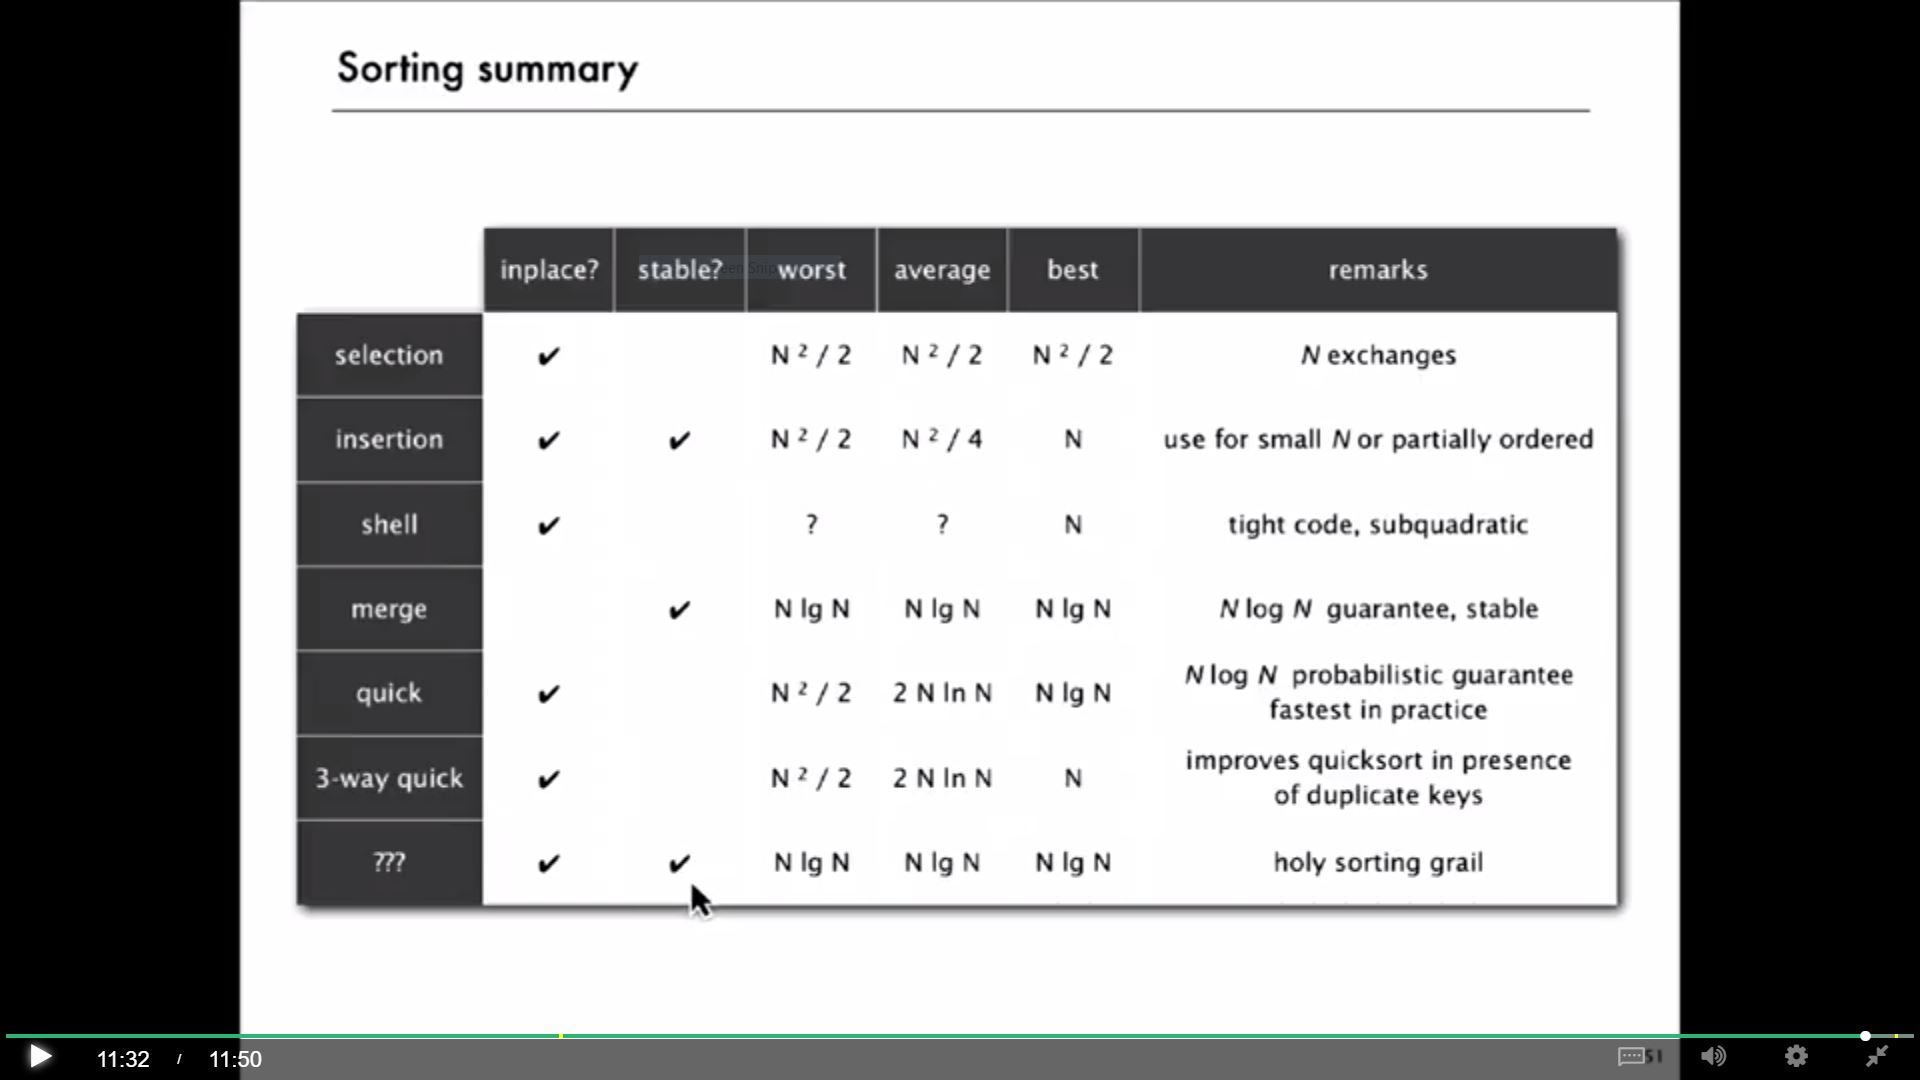 Sorting summary
inplace? stable? worst average best remarks
selection ✔ N ² / 2 N ² / 2 N ² / 2 N exchanges
insertion ✔ ✔ N ² / 2 N ² / 4 N use for small N or partially ordered
shell ✔ ? ? N tight code, subquadratic
merge ✔ N lg N N lg N N lg N N log N guarantee, stable
quick ✔ N ² / 2 2 N ln N N lg N N log N probabilistic guarantee
fastest in practice
3-way quick ✔ N ² / 2 2 N ln N N improves quicksort in presence
of duplicate keys
??? ✔ ✔ N lg N N lg N N lg N holy sorting grail
11:32 / 11:50 51